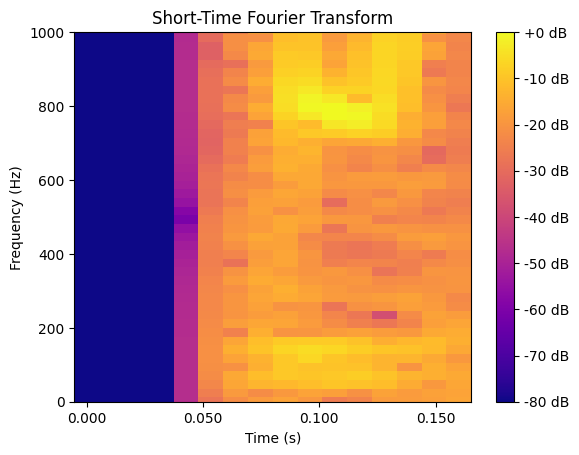 Short-Time Fourier Transform
Frequency (Hz)
1000
800
600
400
200
0
0.000
0.050
0.100
0.150
Time (s)
+0 dB
-10 dB
-20 dB
-30 dB
-40 dB
-50 dB
-60 dB
-70 dB
-80 dB